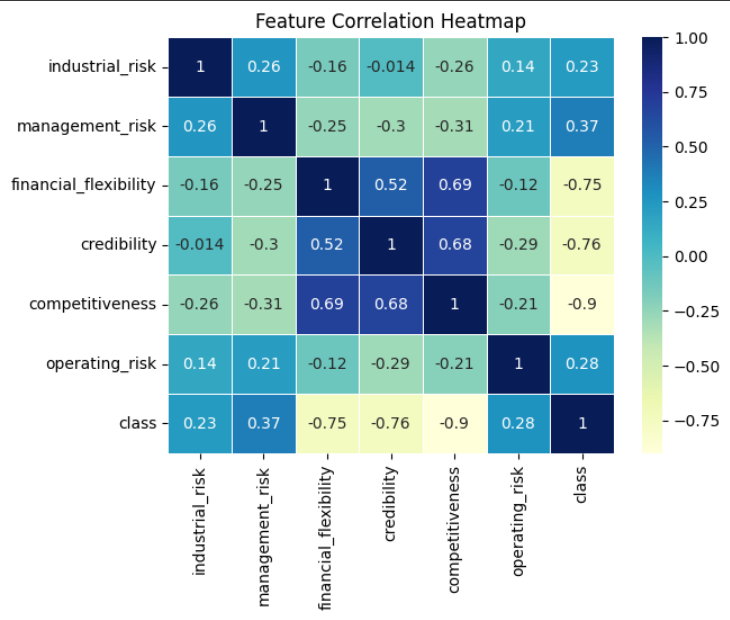 Feature Correlation Heatmap
industrial_risk 1 0.26 -0.16 -0.014 -0.26 0.14 0.23
management_risk 0.26 1 -0.25 -0.3 -0.31 0.21 0.37
financial_flexibility -0.16 -0.25 1 0.52 0.69 -0.12 -0.75
credibility -0.014 -0.3 0.52 1 0.68 -0.29 -0.76
competitiveness -0.26 -0.31 0.69 0.68 1 -0.21 -0.9
operating_risk 0.14 0.21 -0.12 -0.29 -0.21 1 0.28
class 0.23 0.37 -0.75 -0.76 -0.9 0.28 1
industrial_risk
management_risk
financial_flexibility
credibility
competitiveness
operating_risk
class
1.00
0.75
0.50
0.25
0.00
−0.25
−0.50
−0.75